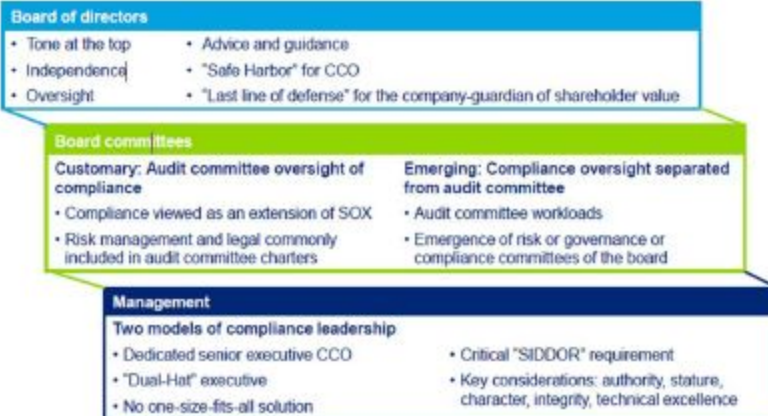 Board of directors
• Tone at the top
• Independence
• Oversight
• Advice and guidance
• "Safe Harbor" for CCO
• "Last line of defense" for the company-guardian of shareholder value
Board committees
Customary: Audit committee oversight of
compliance
• Compliance viewed as an extension of SOX
• Risk management and legal commonly
included in audit committee charters
Emerging: Compliance oversight separated
from audit committee
• Audit committee workloads
• Emergence of risk or governance or
compliance committees of the board
Management
Two models of compliance leadership
• Dedicated senior executive CCO
• "Dual-Hat" executive
• No one-size-fits-all solution
• Critical "SIDDOR" requirement
• Key considerations: authority, stature,
character, integrity, technical excellence